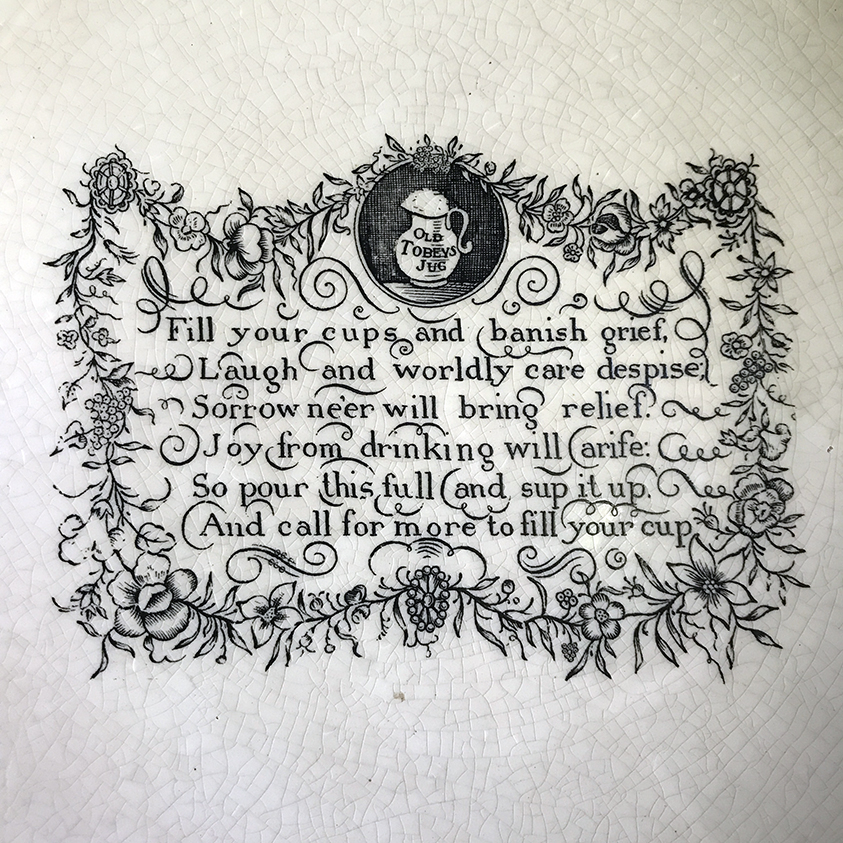 OLD
TOBEYS
JUG
Fill your cups and banish grief,
Laugh and worldly care despise,
Sorrow ne'er will bring relief.
Joy from drinking will arife:
So pour this full and sup it up.
And call for more to fill your cup.